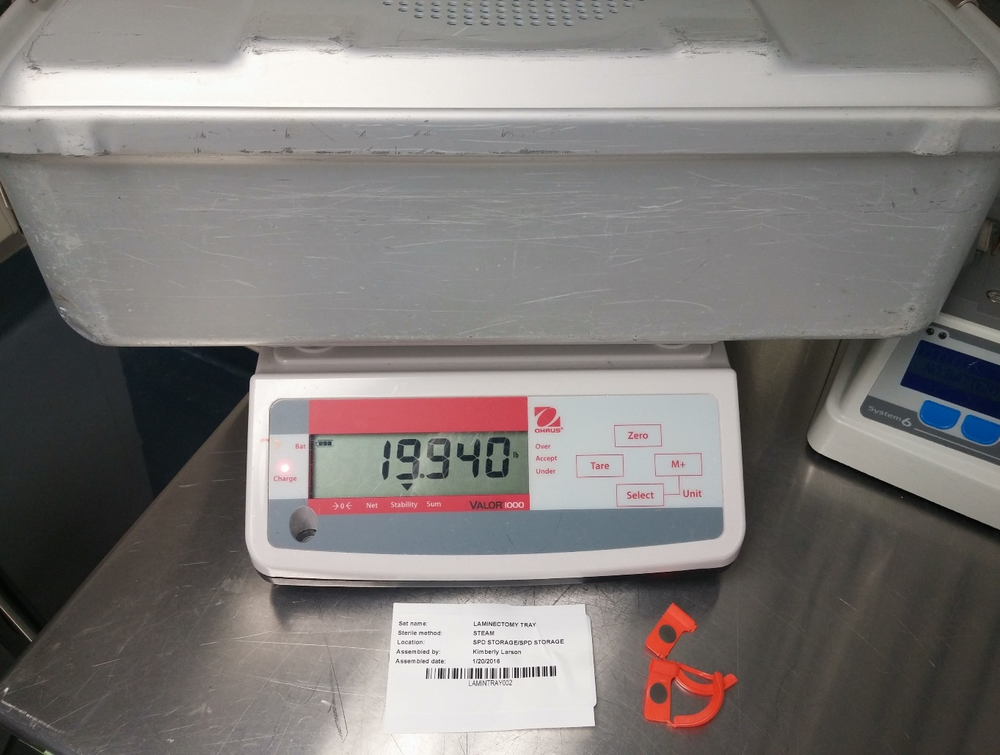 19.940 lb
OHAUS
Bat
Charge
Over
Accept
Under
Zero
Tare
M+
Select
Unit
→0←
Net
Stability
Sum
VALOR 1000
System 6
Set name: LAMINECTOMY TRAY
Sterile method: STEAM
Location: SPD STORAGE/SPD STORAGE
Assembled by: Kimberly Larson
Assembled date: 1/20/2016
LAMINTRAY002